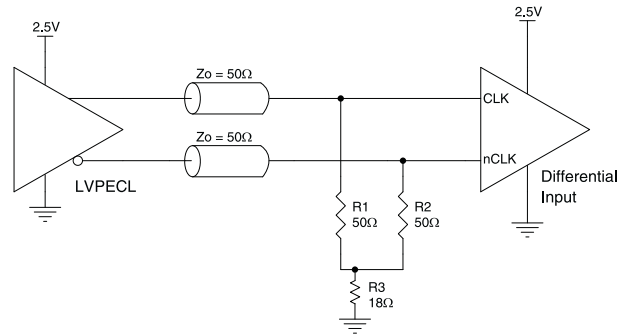 2.5V
2.5V
Zo = 50Ω
CLK
Zo = 50Ω
nCLK
LVPECL
Differential
Input
R1
50Ω
R2
50Ω
R3
18Ω